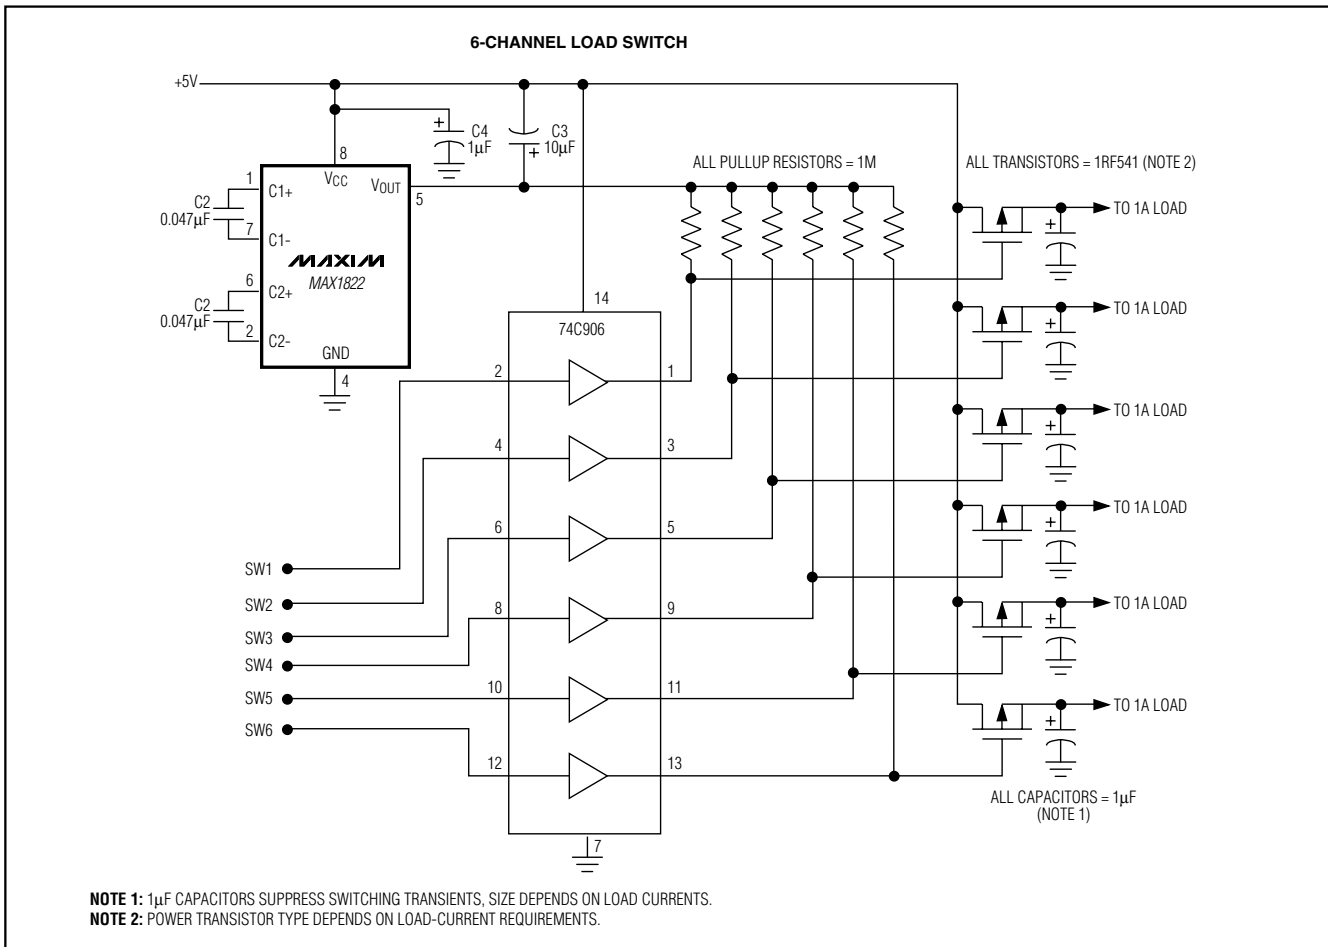 6-CHANNEL LOAD SWITCH
+5V
C4
1µF
C3
10µF
8
VCC
VOUT
5
1
C1+
C2
0.047µF
7
C1-
MAXIM
MAX1822
6
C2+
C2
0.047µF
2
C2-
GND
4
ALL PULLUP RESISTORS = 1M
ALL TRANSISTORS = 1RF541 (NOTE 2)
+
+
+ TO 1A LOAD
+ TO 1A LOAD
+ TO 1A LOAD
+ TO 1A LOAD
+ TO 1A LOAD
+ TO 1A LOAD
14
74C906
2
1
4
3
6
5
8
9
10
11
12
13
7
SW1
SW2
SW3
SW4
SW5
SW6
ALL CAPACITORS = 1µF
(NOTE 1)
NOTE 1: 1µF CAPACITORS SUPPRESS SWITCHING TRANSIENTS, SIZE DEPENDS ON LOAD CURRENTS.
NOTE 2: POWER TRANSISTOR TYPE DEPENDS ON LOAD-CURRENT REQUIREMENTS.